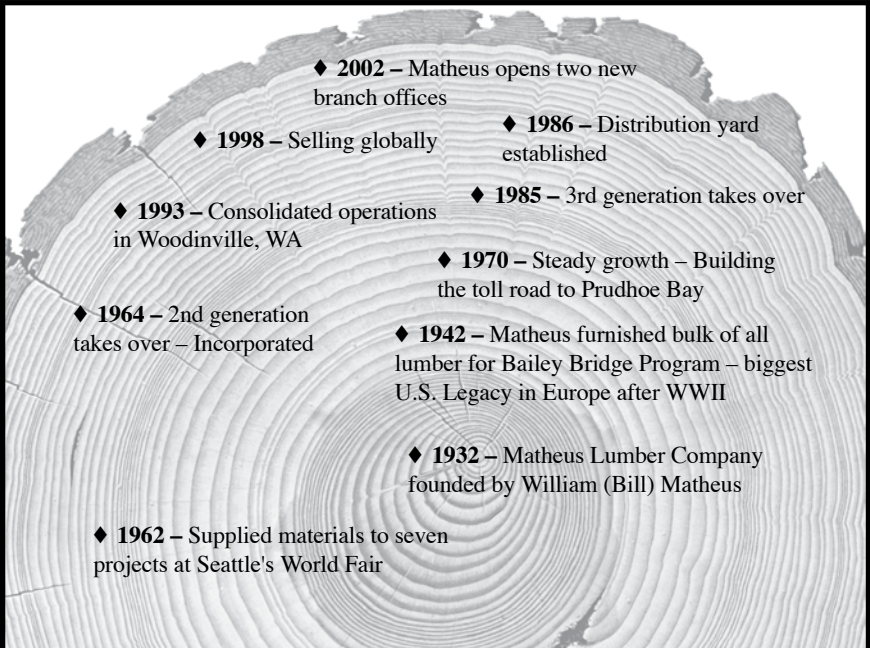 ♦ 2002 – Matheus opens two new
branch offices
♦ 1986 – Distribution yard
established
♦ 1998 – Selling globally
♦ 1985 – 3rd generation takes over
♦ 1993 – Consolidated operations
in Woodinville, WA
♦ 1970 – Steady growth – Building
the toll road to Prudhoe Bay
♦ 1964 – 2nd generation
takes over – Incorporated
♦ 1942 – Matheus furnished bulk of all
lumber for Bailey Bridge Program – biggest
U.S. Legacy in Europe after WWII
♦ 1932 – Matheus Lumber Company
founded by William (Bill) Matheus
♦ 1962 – Supplied materials to seven
projects at Seattle's World Fair